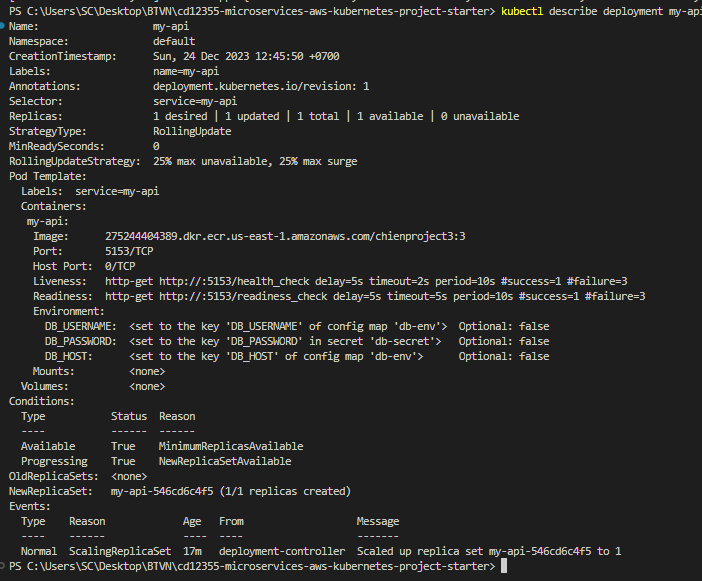 PS C:\Users\SC\Desktop\BTVN\cd12355-microservices-aws-kubernetes-project-starter> kubectl describe deployment my-api
Name:                   my-api
Namespace:              default
CreationTimestamp:      Sun, 24 Dec 2023 12:45:50 +0700
Labels:                 name=my-api
Annotations:            deployment.kubernetes.io/revision: 1
Selector:               service=my-api
Replicas:               1 desired | 1 updated | 1 total | 1 available | 0 unavailable
StrategyType:           RollingUpdate
MinReadySeconds:        0
RollingUpdateStrategy:  25% max unavailable, 25% max surge
Pod Template:
  Labels:  service=my-api
  Containers:
   my-api:
    Image:      275244404389.dkr.ecr.us-east-1.amazonaws.com/chienproject3:3
    Port:       5153/TCP
    Host Port:  0/TCP
    Liveness:   http-get http://:5153/health_check delay=5s timeout=2s period=10s #success=1 #failure=3
    Readiness:  http-get http://:5153/readiness_check delay=5s timeout=5s period=10s #success=1 #failure=3
    Environment:
      DB_USERNAME:  <set to the key 'DB_USERNAME' of config map 'db-env'>  Optional: false
      DB_PASSWORD:  <set to the key 'DB_PASSWORD' in secret 'db-secret'>   Optional: false
      DB_HOST:      <set to the key 'DB_HOST' of config map 'db-env'>      Optional: false
    Mounts:         <none>
  Volumes:          <none>
Conditions:
  Type           Status  Reason
  ----           ------  ------
  Available      True    MinimumReplicasAvailable
  Progressing    True    NewReplicaSetAvailable
OldReplicaSets:  <none>
NewReplicaSet:   my-api-546cd6c4f5 (1/1 replicas created)
Events:
  Type    Reason             Age   From                   Message
  ----    ------             ----  ----                   -------
  Normal  ScalingReplicaSet  17m   deployment-controller  Scaled up replica set my-api-546cd6c4f5 to 1
PS C:\Users\SC\Desktop\BTVN\cd12355-microservices-aws-kubernetes-project-starter>